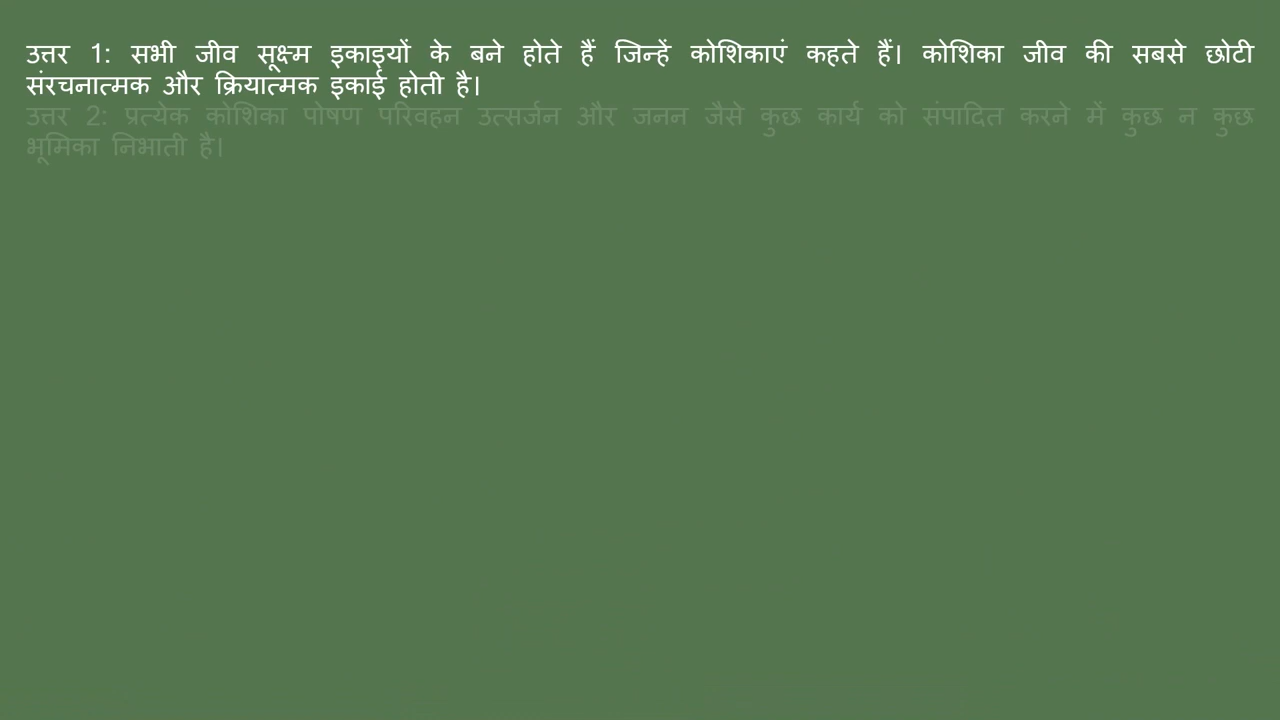 उत्तर 1: सभी जीव सूक्ष्म इकाइयों के बने होते हैं जिन्हें कोशिकाएं कहते हैं। कोशिका जीव की सबसे छोटी
संरचनात्मक और क्रियात्मक इकाई होती है।
उत्तर 2: प्रत्येक कोशिका पोषण परिवहन उत्सर्जन और जनन जैसे कुछ कार्य को संपादित करने में कुछ न कुछ
भूमिका निभाती है।